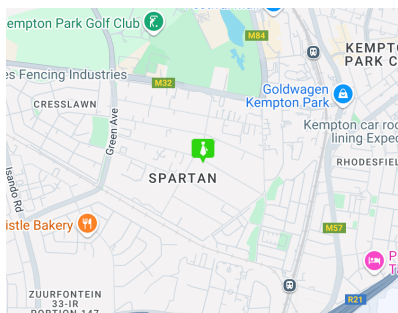 empton Park Golf Club
M84
KEMPTON
PARK C
es Fencing Industries
M32
Goldwagen
Kempton Park
CRESSLAWN
Green Ave
Kempton car roo
lining Expe
RHODESFIEL
SPARTAN
Isando Rd
istle Bakery
M57
P
T
ZUURFONTEIN
33-IR
PORTION 147
R21